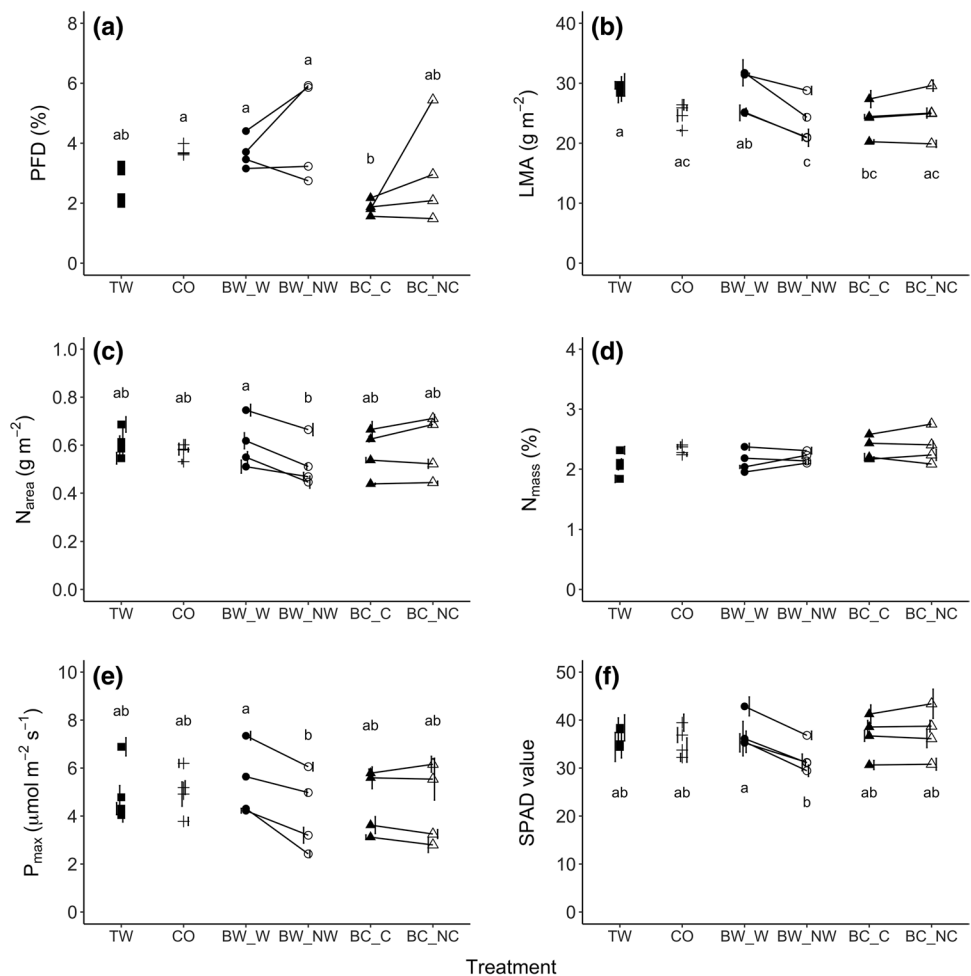 (a)
PFD (%)
8
6
4
2
0
ab
a
a
a
b
ab
TW CO BW_W BW_NW BC_C BC_NC
(b)
LMA (g m⁻²)
40
30
20
10
0
a
ac
ab
c
bc
ac
TW CO BW_W BW_NW BC_C BC_NC
(c)
N_area (g m⁻²)
1.0
0.8
0.6
0.4
0.2
0.0
ab
ab
a
b
ab
ab
TW CO BW_W BW_NW BC_C BC_NC
(d)
N_mass (%)
4
3
2
1
0
TW CO BW_W BW_NW BC_C BC_NC
(e)
P_max (μmol m⁻² s⁻¹)
10
8
6
4
2
0
ab
ab
a
b
ab
ab
TW CO BW_W BW_NW BC_C BC_NC
(f)
SPAD value
50
40
30
20
10
0
ab
ab
a
b
ab
ab
TW CO BW_W BW_NW BC_C BC_NC
Treatment